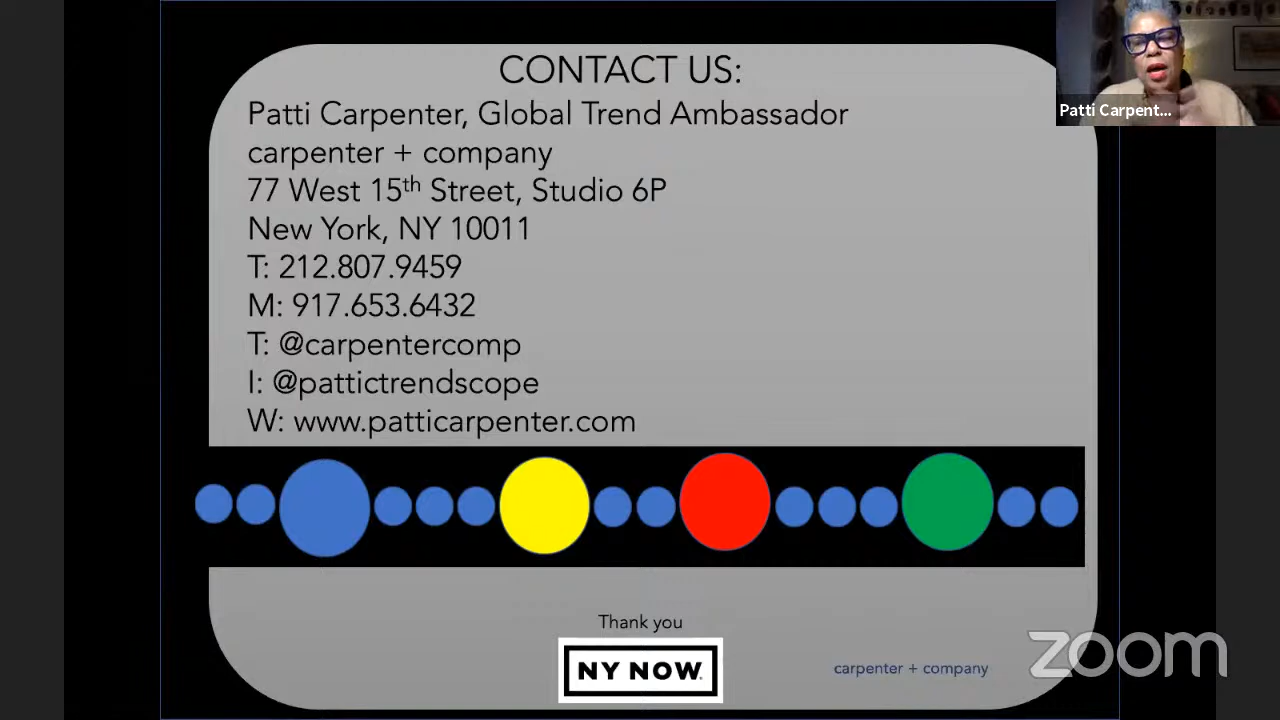 CONTACT US:
Patti Carpenter, Global Trend Ambassador
carpenter + company
77 West 15th Street, Studio 6P
New York, NY 10011
T: 212.807.9459
M: 917.653.6432
T: @carpentercomp
I: @pattictrendscope
W: www.patticarpenter.com
Thank you
NY NOW.
carpenter + company
zoom
Patti Carpent...